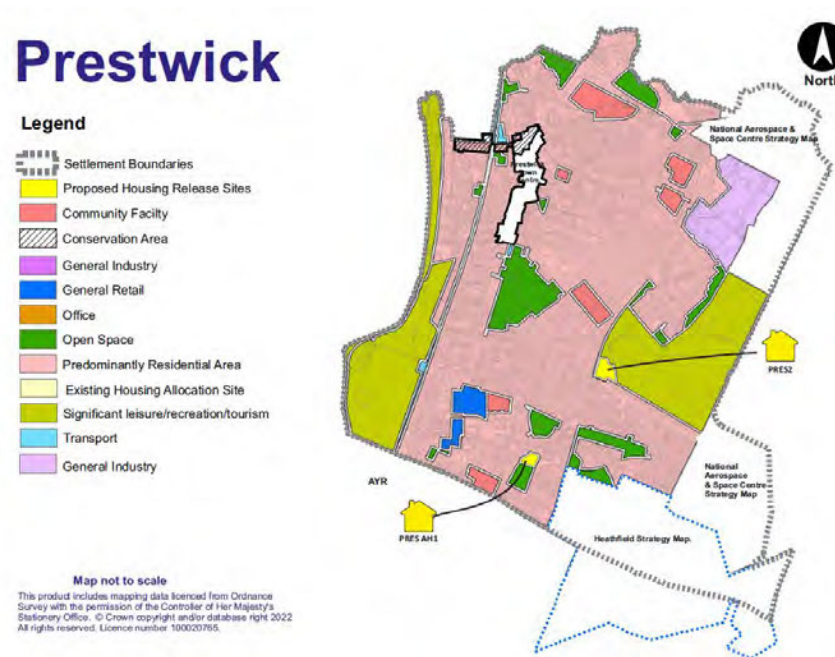 Prestwick
North
Legend
Settlement Boundaries
Proposed Housing Release Sites
Community Facilty
Conservation Area
General Industry
General Retail
Office
Open Space
Predominantly Residential Area
Existing Housing Allocation Site
Significant leisure/recreation/tourism
Transport
General Industry
National Aerospace &
Space Centre Strategy Map
Prestwick
Town
PRES2
AYR
PRES AH1
National
Aerospace
& Space Centre
Strategy Map
Heathfield Strategy Map.
Map not to scale
This product includes mapping data licenced from Ordnance
Survey with the permission of the Controller of Her Majesty's
Stationery Office. © Crown copyright and/or database right 2022
All rights reserved. Licence number 100020765.